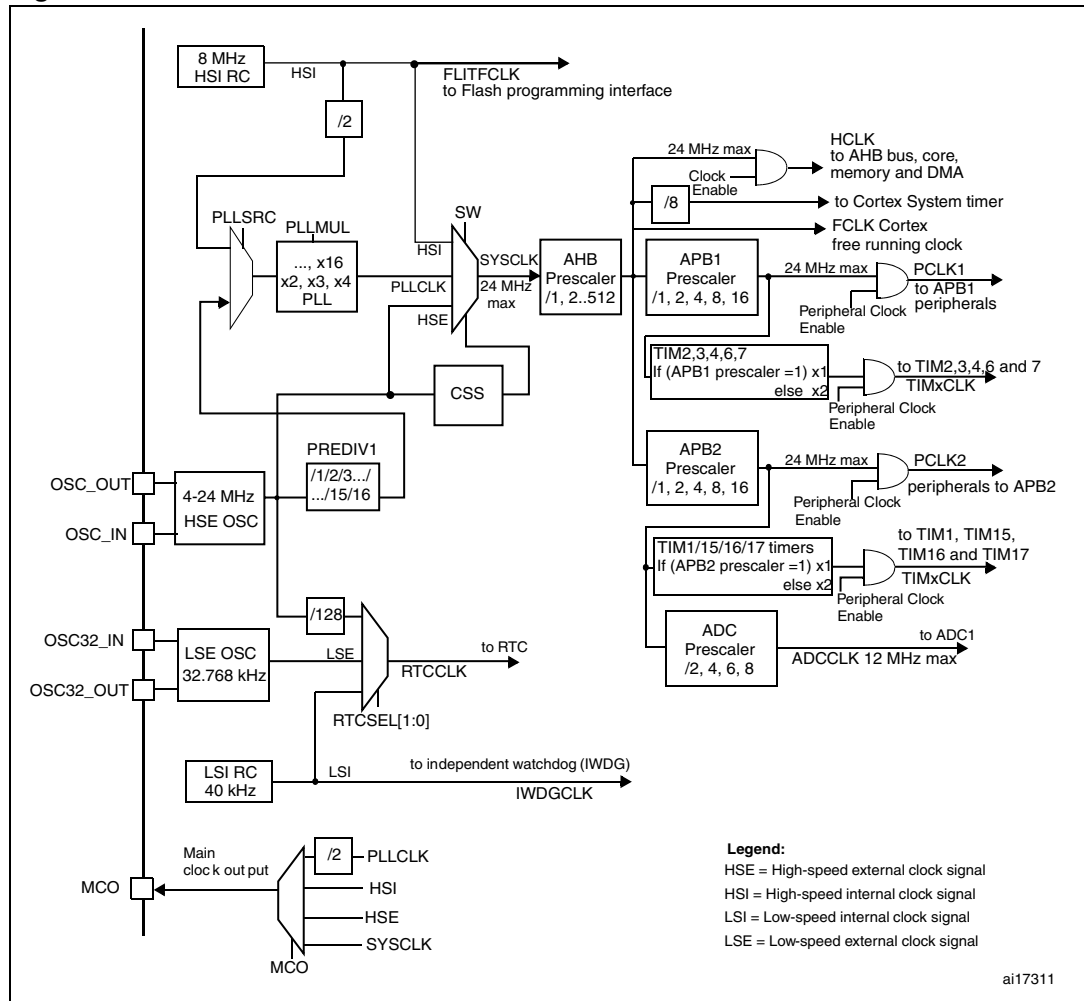 8 MHz
HSI RC
HSI
FLITFCLK
to Flash programming interface
/2
HCLK
to AHB bus, core,
memory and DMA
24 MHz max
Clock
Enable
/8
to Cortex System timer
FCLK Cortex
free running clock
PLLSRC
PLLMUL
..., x16
x2, x3, x4
PLL
SW
HSI
PLLCLK
HSE
SYSCLK
24 MHz
max
AHB
Prescaler
/1, 2..512
APB1
Prescaler
/1, 2, 4, 8, 16
24 MHz max
PCLK1
to APB1
peripherals
Peripheral Clock
Enable
TIM2,3,4,6,7
If (APB1 prescaler =1) x1
else x2
to TIM2,3,4,6 and 7
TIMxCLK
Peripheral Clock
Enable
CSS
PREDIV1
/1/2/3.../
.../15/16
OSC_OUT
OSC_IN
4-24 MHz
HSE OSC
APB2
Prescaler
/1, 2, 4, 8, 16
24 MHz max
PCLK2
peripherals to APB2
Peripheral Clock
Enable
TIM1/15/16/17 timers
If (APB2 prescaler =1) x1
else x2
to TIM1, TIM15,
TIM16 and TIM17
TIMxCLK
Peripheral Clock
Enable
/128
OSC32_IN
OSC32_OUT
LSE OSC
32.768 kHz
LSE
to RTC
RTCCLK
RTCSEL[1:0]
ADC
Prescaler
/2, 4, 6, 8
to ADC1
ADCCLK 12 MHz max
LSI RC
40 kHz
LSI
to independent watchdog (IWDG)
IWDGCLK
MCO
Main
clock output
/2
PLLCLK
HSI
HSE
SYSCLK
MCO
Legend:
HSE = High-speed external clock signal
HSI = High-speed internal clock signal
LSI = Low-speed internal clock signal
LSE = Low-speed external clock signal
ai17311